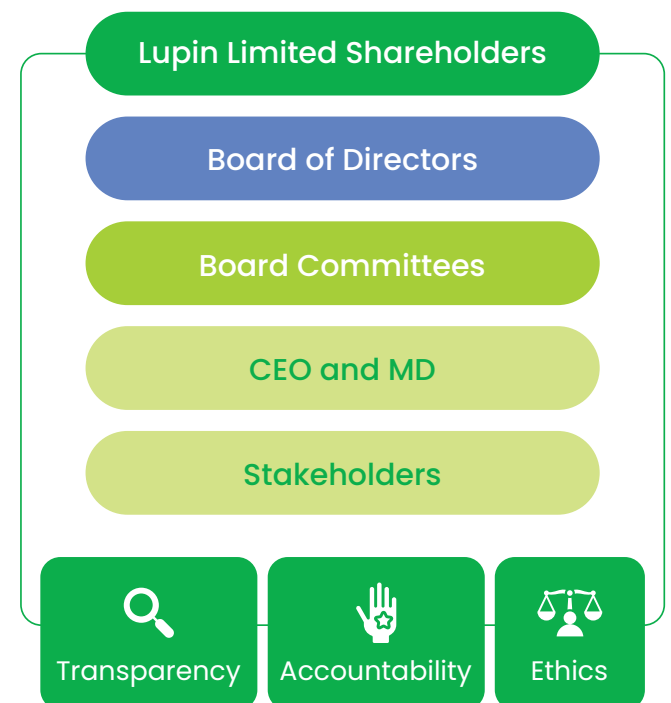 Lupin Limited Shareholders
Board of Directors
Board Committees
CEO and MD
Stakeholders
Transparency
Accountability
Ethics